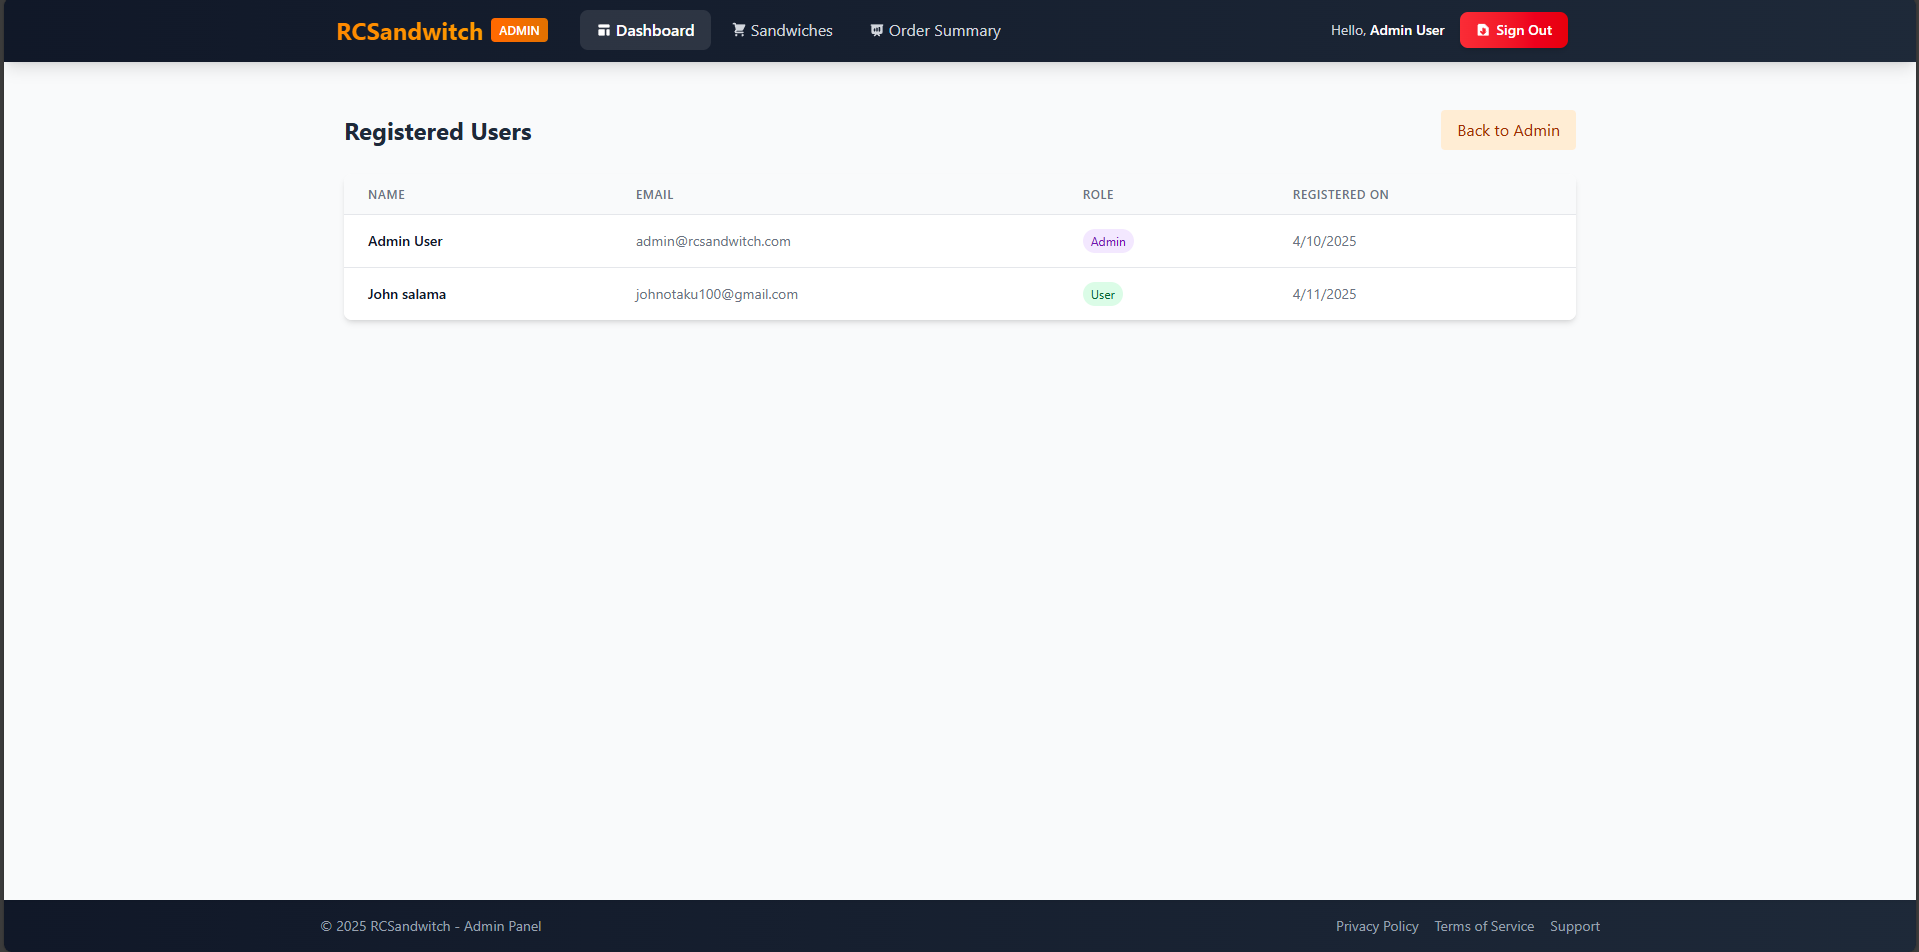 RCSandwitch ADMIN Dashboard Sandwiches Order Summary Hello, Admin User Sign Out
Registered Users Back to Admin
NAME EMAIL ROLE REGISTERED ON
Admin User admin@rcsandwitch.com Admin 4/10/2025
John salama johnotaku100@gmail.com User 4/11/2025
© 2025 RCSandwitch - Admin Panel Privacy Policy Terms of Service Support